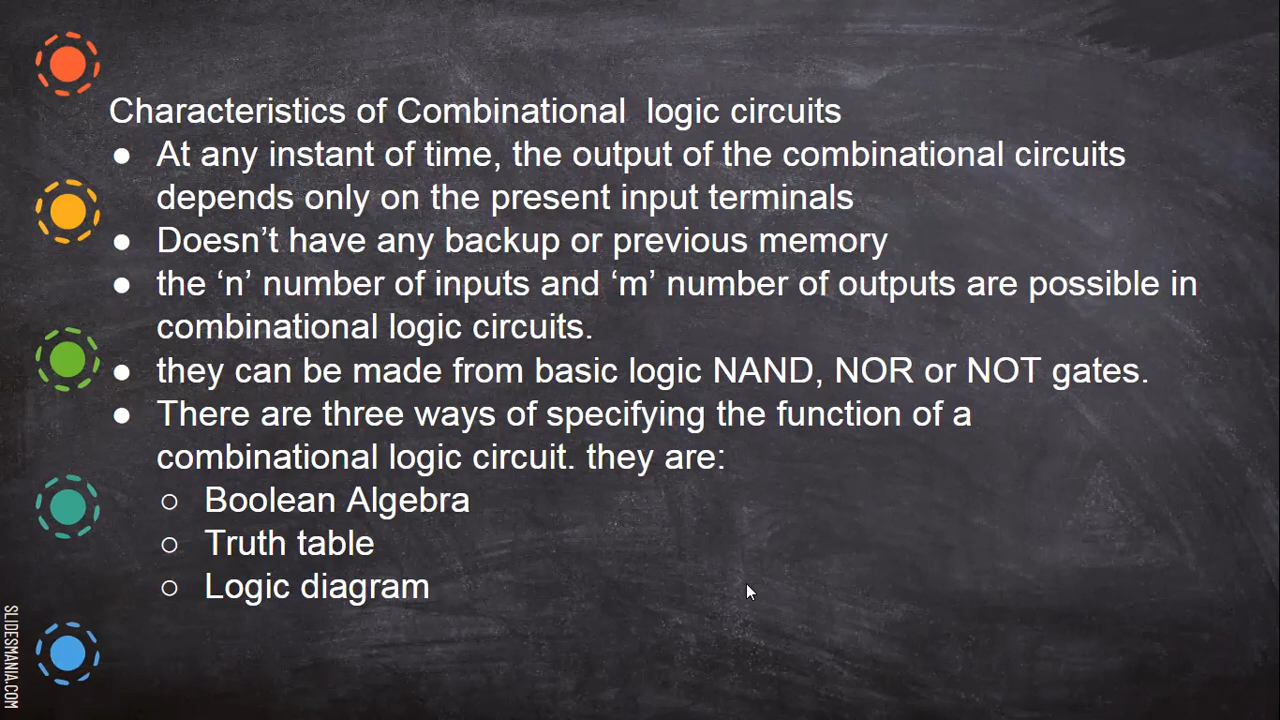 Characteristics of Combinational  logic circuits
● At any instant of time, the output of the combinational circuits
depends only on the present input terminals
● Doesn’t have any backup or previous memory
● the ‘n’ number of inputs and ‘m’ number of outputs are possible in
combinational logic circuits.
● they can be made from basic logic NAND, NOR or NOT gates.
● There are three ways of specifying the function of a
combinational logic circuit. they are:
○ Boolean Algebra
○ Truth table
○ Logic diagram
SLIDESMANIA.COM